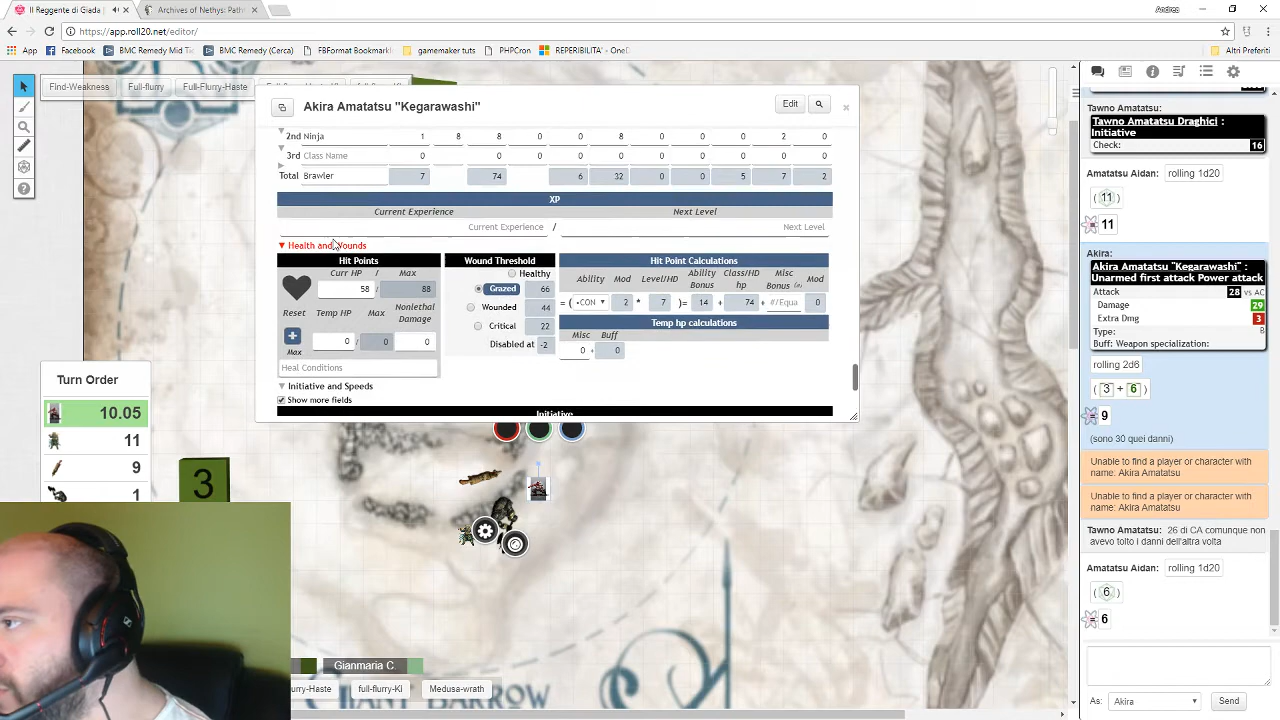 Il Reggente di Giada
Archives of Nethys: Path
Andrea
https://app.roll20.net/editor/
App
Facebook
BMC Remedy Mid Tie
BMC Remedy (Cerca)
FBFormat Bookmark
gamemaker tuts
PHPCron
REPERIBILITA' - OneD
Altri Preferiti
Find-Weakness
Full-flurry
Full-Flurry-Haste
Akira Amatatsu "Kegarawashi"
Edit
2nd Ninja 1 8 8 0 0 8 0 0 0 2 0
3rd Class Name 0 0 0 0 0 0 0 0 0 0
Total Brawler 7 74 6 32 0 0 5 7 2
XP
Current Experience Next Level
Current Experience / Next Level
Health and Wounds
Hit Points
Curr HP / Max
58 / 88
Reset
Temp HP Max Nonlethal Damage
0 / 0 0
Max
Heal Conditions
Wound Threshold
Healthy
Grazed 66
Wounded 44
Critical 22
Disabled at -2
Hit Point Calculations
Ability Mod Level/HD Ability Bonus Class/HD hp Misc Bonus Mod
= ( CON 2 * 7 )= 14 + 74 + #/Equa 0
Temp hp calculations
Misc Buff
0 + 0
Initiative and Speeds
Show more fields
Initiative
Turn Order
10.05
11
9
1
3
Gianmaria C.
full-flurry-KI
Medusa-wrath
GIANT BARROW
Tawno Amatatsu:
Tawno Amatatsu Draghici :
Initiative
Check: 16
Amatatsu Aidan: rolling 1d20
( 11 )
= 11
Akira:
Akira Amatatsu "Kegarawashi" :
Unarmed first attack Power attack
Attack 28 vs AC
Damage 29
Extra Dmg 3
Type: B
Buff: Weapon specialization:
rolling 2d6
( 3 + 6 )
= 9
(sono 30 quei danni)
Unable to find a player or character with
name: Akira Amatatsu
Unable to find a player or character with
name: Akira Amatatsu
Tawno Amatatsu: 26 di CA comunque non
avevo tolto i danni dell'altra volta
Amatatsu Aidan: rolling 1d20
( 6 )
= 6
As: Akira
Send